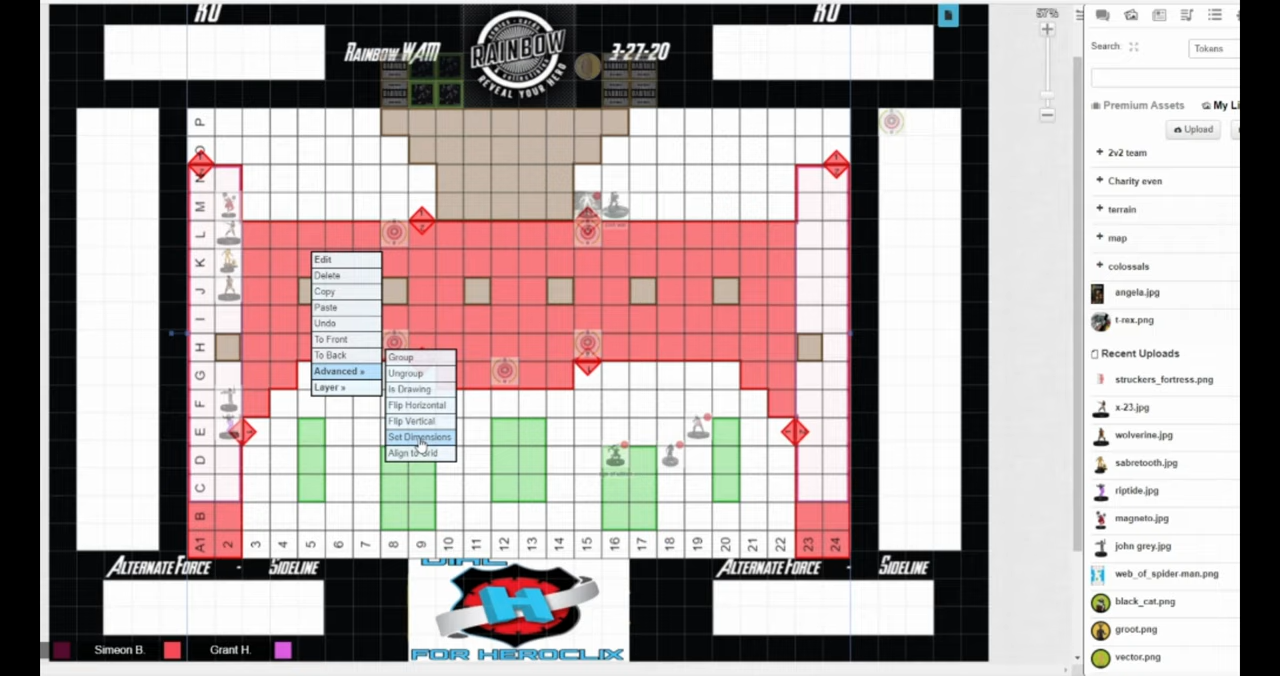 KO
KO
RAINBOW WAM
COMICS • CARDS
RAINBOW
& COLLECTIBLES
REVEAL YOUR HERO
3-27-20
Search:
Tokens
Premium Assets
My Li
Upload
2v2 team
Charity even
terrain
map
colossals
angela.jpg
t-rex.png
Recent Uploads
struckers_fortress.png
x-23.jpg
wolverine.jpg
sabretooth.jpg
riptide.jpg
magneto.jpg
john grey.jpg
web_of_spider-man.png
black_cat.png
groot.png
vector.png
P
O
N
M
L
K
J
I
H
G
F
E
D
C
B
A1 2 3 4 5 6 7 8 9 10 11 12 13 14 15 16 17 18 19 20 21 22 23 24
Edit
Delete
Copy
Paste
Undo
To Front
To Back
Advanced »
Layer »
Group
Ungroup
Is Drawing
Flip Horizontal
Flip Vertical
Set Dimensions
Align to Grid
ALTERNATE FORCE - SIDELINE
ALTERNATE FORCE - SIDELINE
DIAL
H
FOR HEROCLIX
Simeon B.
Grant H.